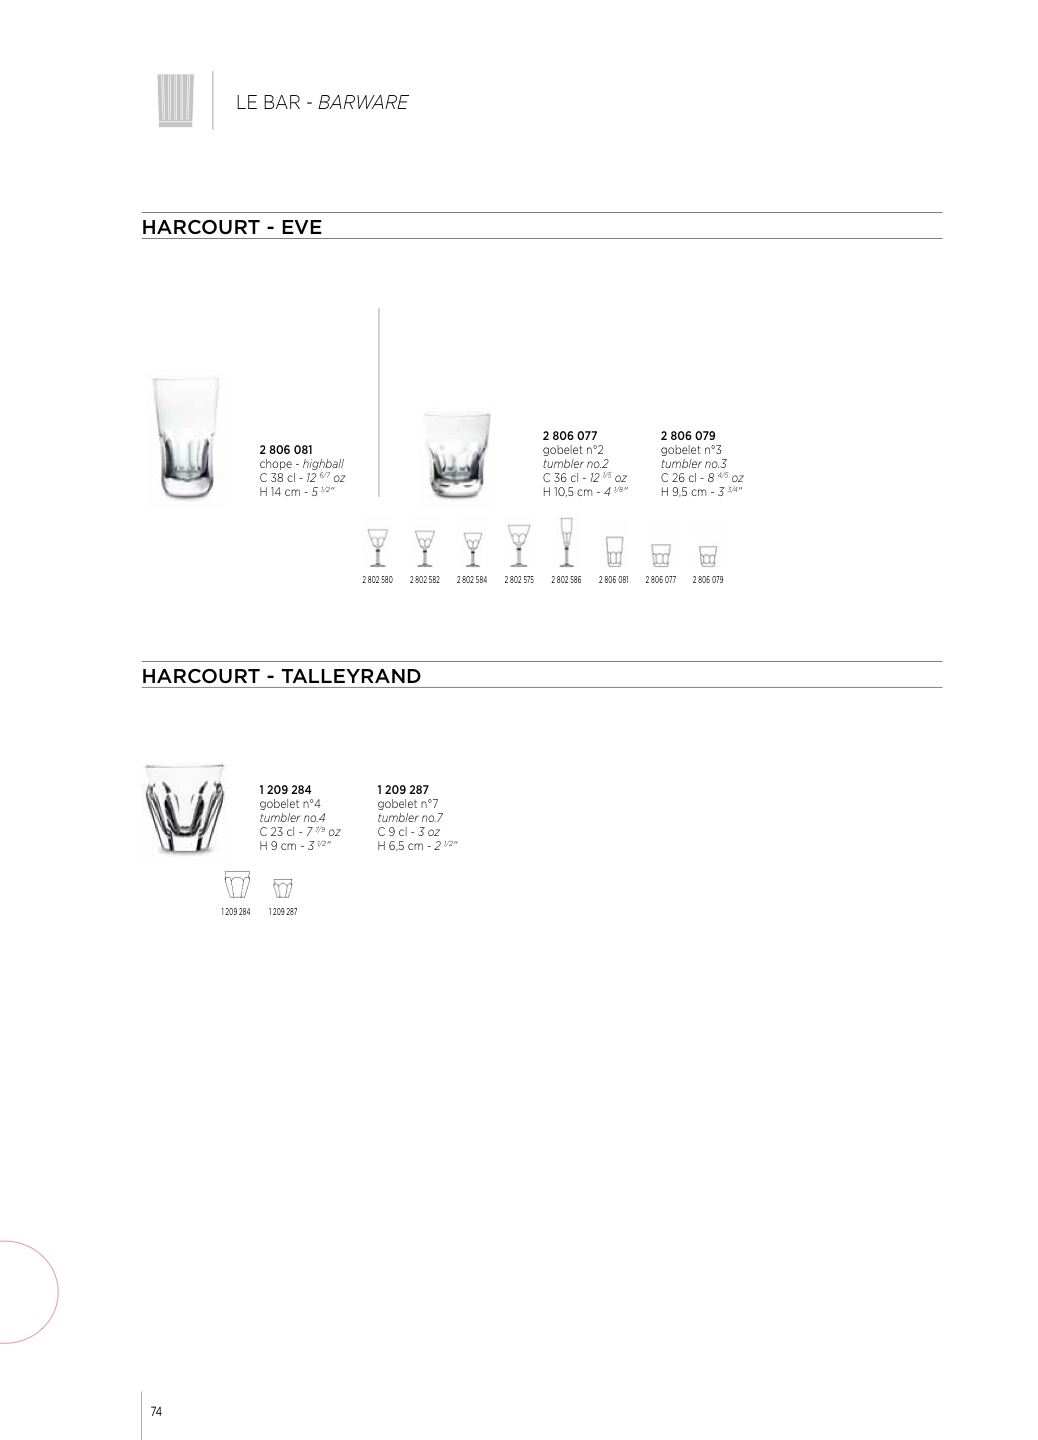 LE BAR - BARWARE
HARCOURT - EVE
2 806 081
chope - highball
C 38 cl - 12 6/7 oz
H 14 cm - 5 1/2"
2 806 077
gobelet n°2
tumbler no.2
C 36 cl - 12 1/5 oz
H 10,5 cm - 4 1/8"
2 806 079
gobelet n°3
tumbler no.3
C 26 cl - 8 4/5 oz
H 9,5 cm - 3 3/4"
2 802 580 2 802 582 2 802 584 2 802 575 2 802 586 2 806 081 2 806 077 2 806 079
HARCOURT - TALLEYRAND
1 209 284
gobelet n°4
tumbler no.4
C 23 cl - 7 7/9 oz
H 9 cm - 3 1/2"
1 209 287
gobelet n°7
tumbler no.7
C 9 cl - 3 oz
H 6,5 cm - 2 1/2"
1 209 284 1 209 287
74